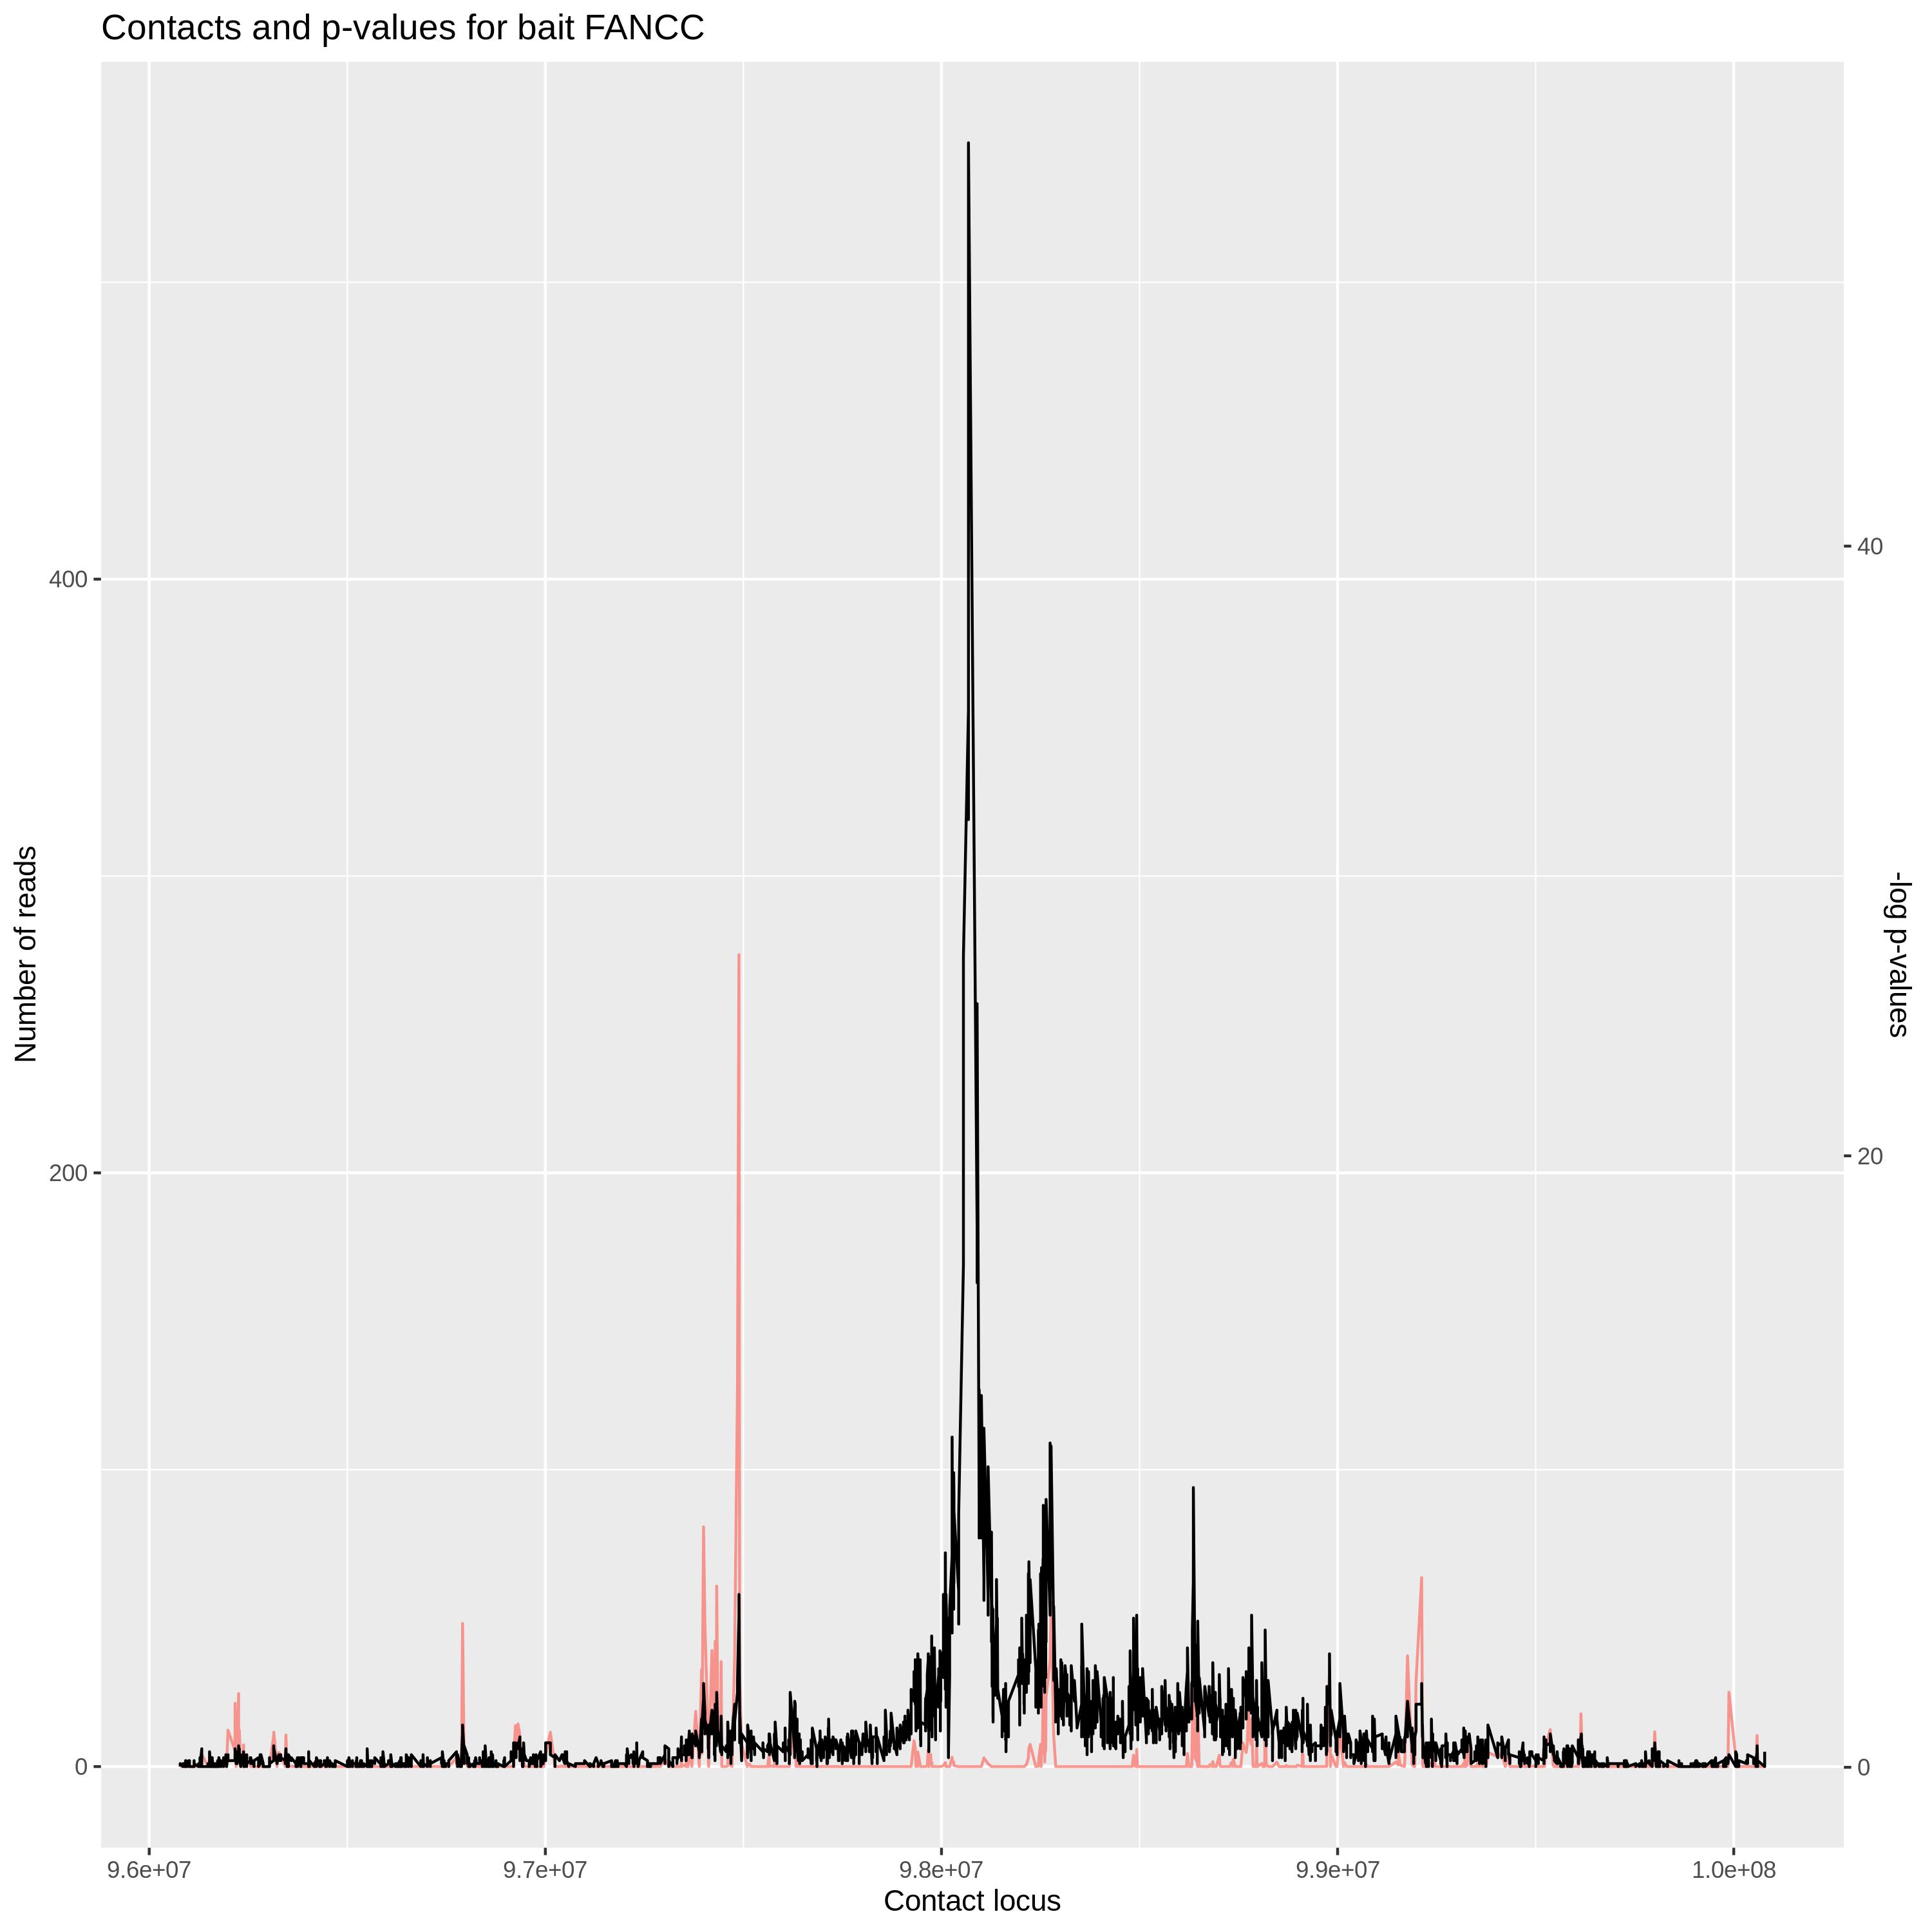 Contacts and p-values for bait FANCC
400
200
0
Number of reads
40
20
0
-log p-values
9.6e+07
9.7e+07
9.8e+07
9.9e+07
1.0e+08
Contact locus